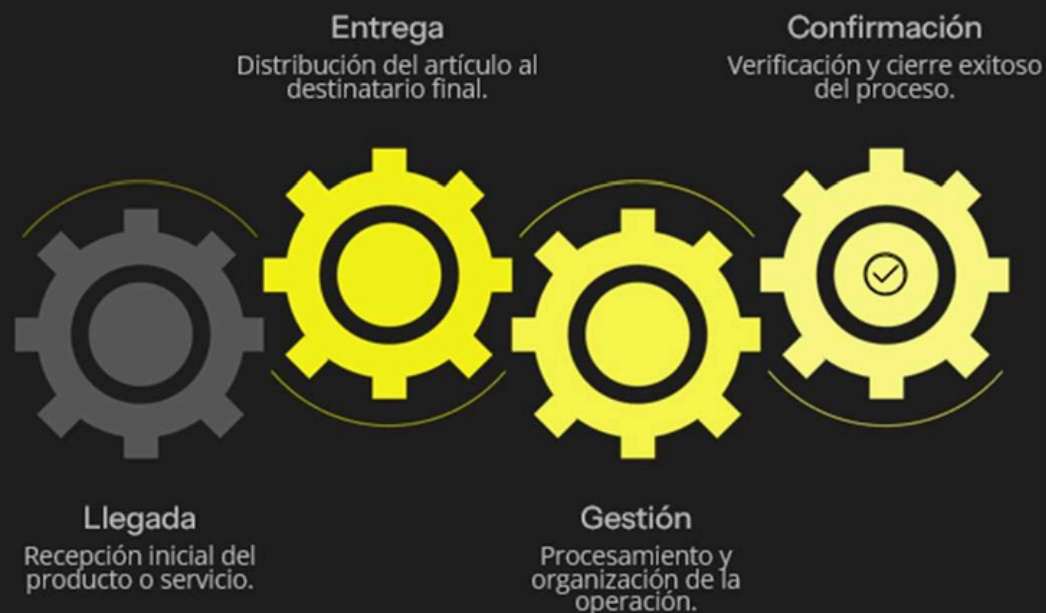 Entrega
Distribución del artículo al
destinatario final.
Confirmación
Verificación y cierre exitoso
del proceso.
Llegada
Recepción inicial del
producto o servicio.
Gestión
Procesamiento y
organización de la
operación.